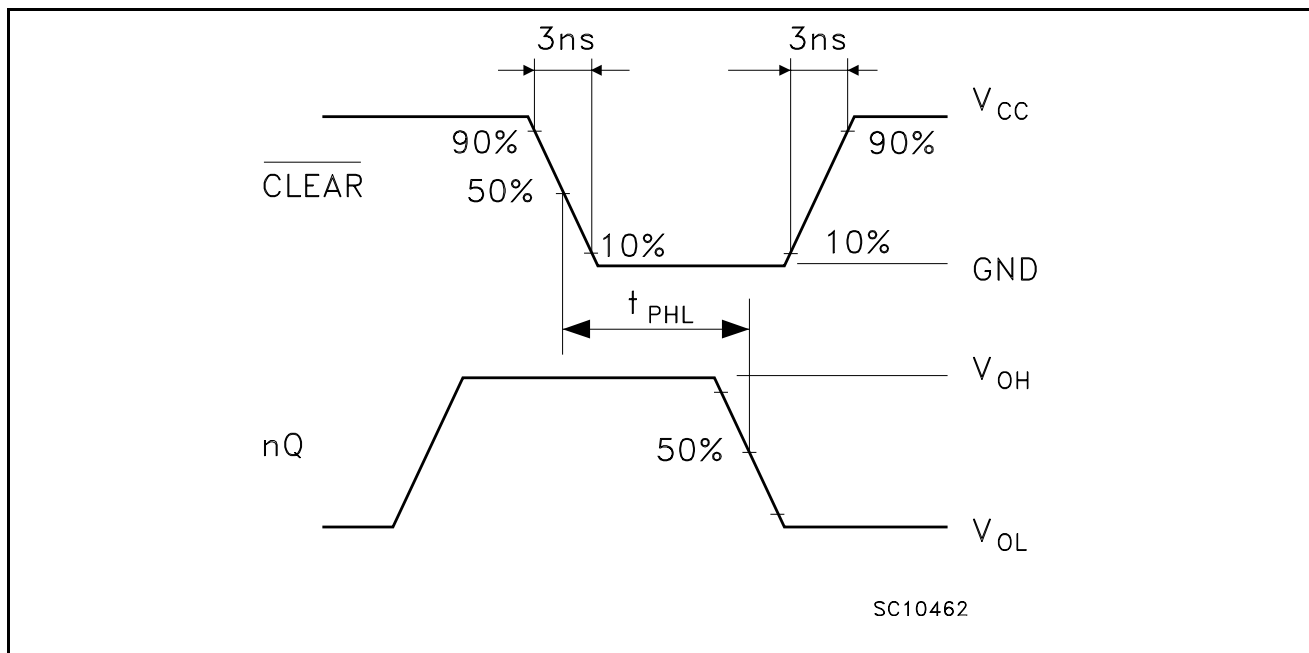 3ns 3ns
V_CC
90% 90%
CLEAR
50%
10% 10%
GND
t_PHL
V_OH
nQ
50%
V_OL
SC10462